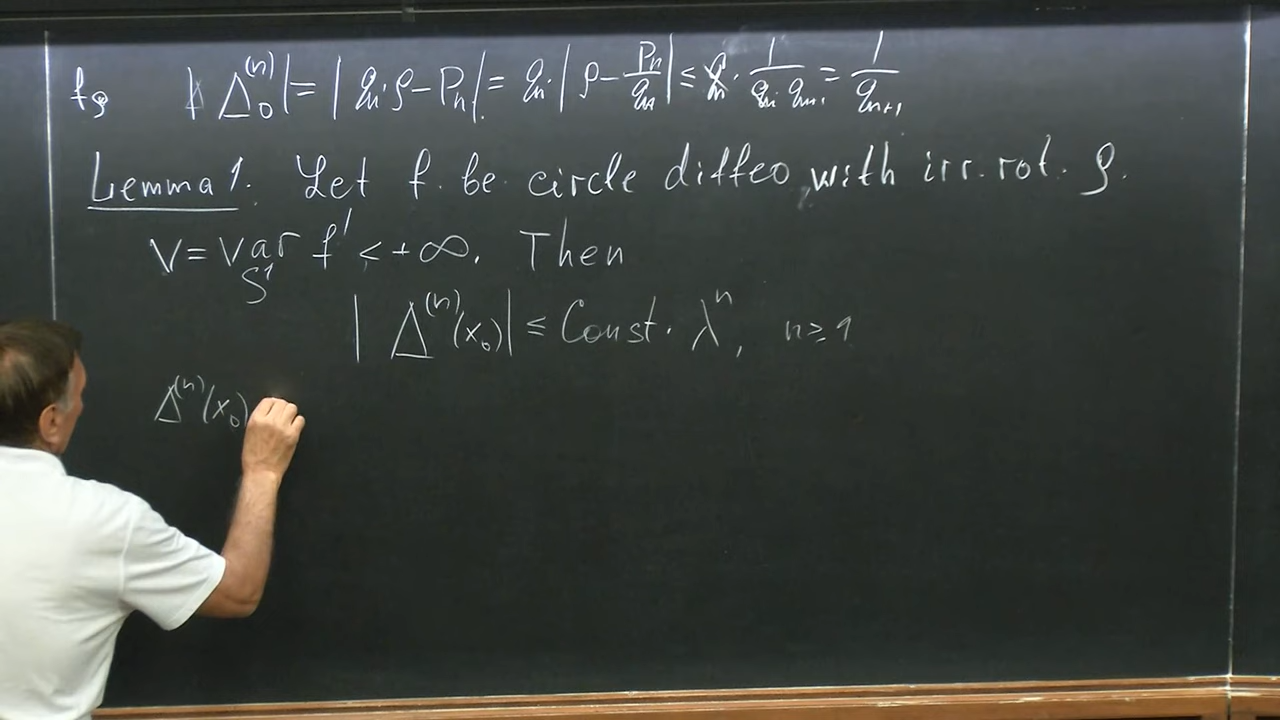 f_ρ |Δ_0^{(n)}| = |q_n·ρ − p_n| = q_n·|ρ − p_n/q_n| ≤ q_n · 1/(q_n·q_{n+1}) = 1/q_{n+1}
Lemma 1. Let f. be circle diffeo, with irr. rot. ρ.
V = var_{S^1} f' < +∞. Then
|Δ^{(n)}(x_0)| ≤ Const· λ^n, n ≥ 1
Δ^{(n)}(x_0)